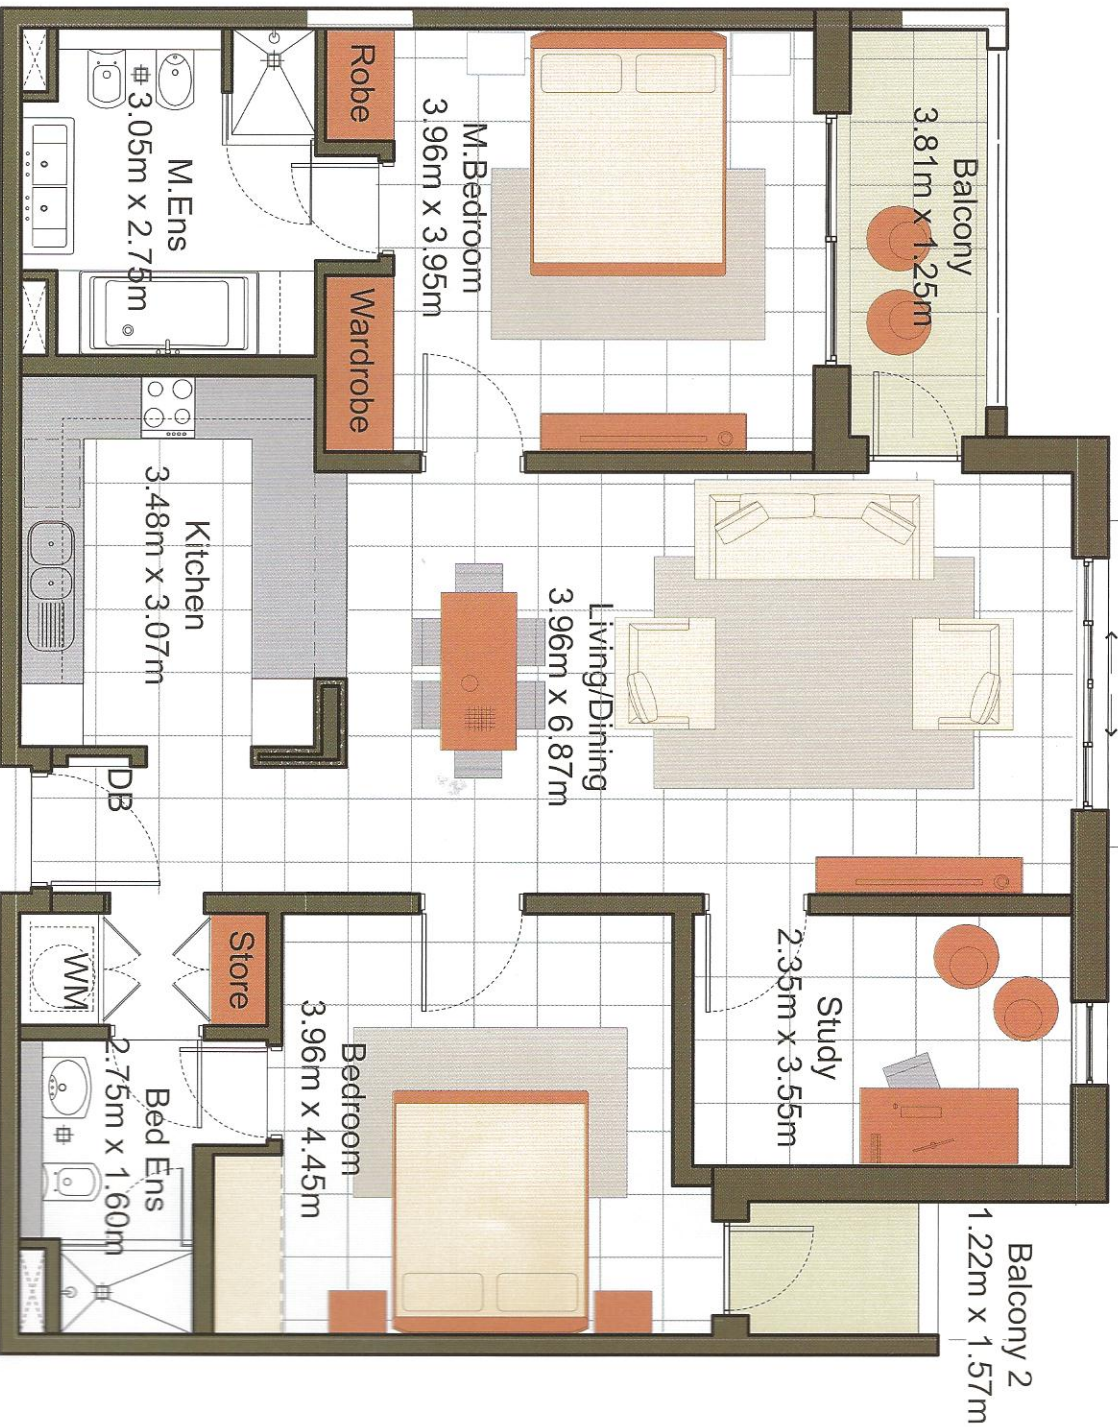 Robe
M.Bedroom
3.96m x 3.95m
Balcony
3.81m x 1.25m
M.Ens
3.05m x 2.75m
Wardrobe
Kitchen
3.48m x 3.07m
Living/Dining
3.96m x 6.87m
DB
Store
WM
Study
2.35m x 3.55m
Bedroom
3.96m x 4.45m
Bed Ens
2.75m x 1.60m
Balcony 2
1.22m x 1.57m